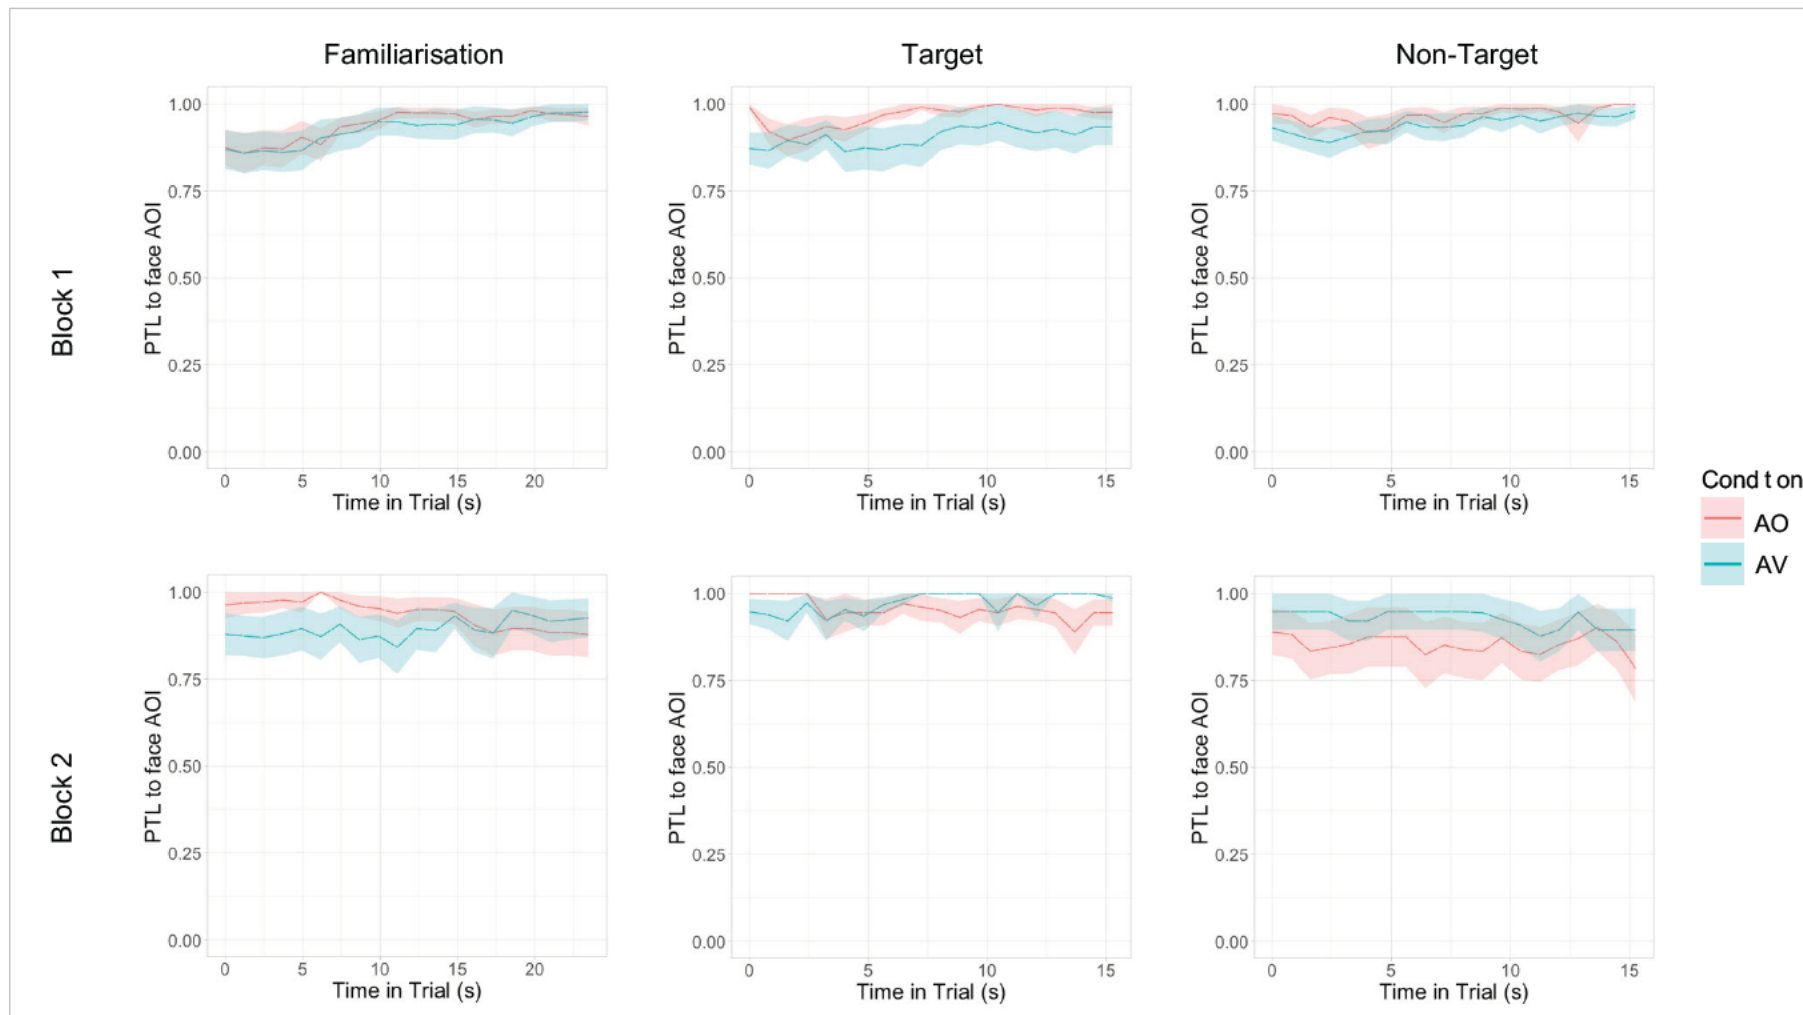 Familiarisation
Target
Non-Target
Block 1
PTL to face AOI
1.00
0.75
0.50
0.25
0.00
0 5 10 15 20
Time in Trial (s)
PTL to face AOI
1.00
0.75
0.50
0.25
0.00
0 5 10 15
Time in Trial (s)
PTL to face AOI
1.00
0.75
0.50
0.25
0.00
0 5 10 15
Time in Trial (s)
Cond t on
AO
AV
Block 2
PTL to face AOI
1.00
0.75
0.50
0.25
0.00
0 5 10 15 20
Time in Trial (s)
PTL to face AOI
1.00
0.75
0.50
0.25
0.00
0 5 10 15
Time in Trial (s)
PTL to face AOI
1.00
0.75
0.50
0.25
0.00
0 5 10 15
Time in Trial (s)